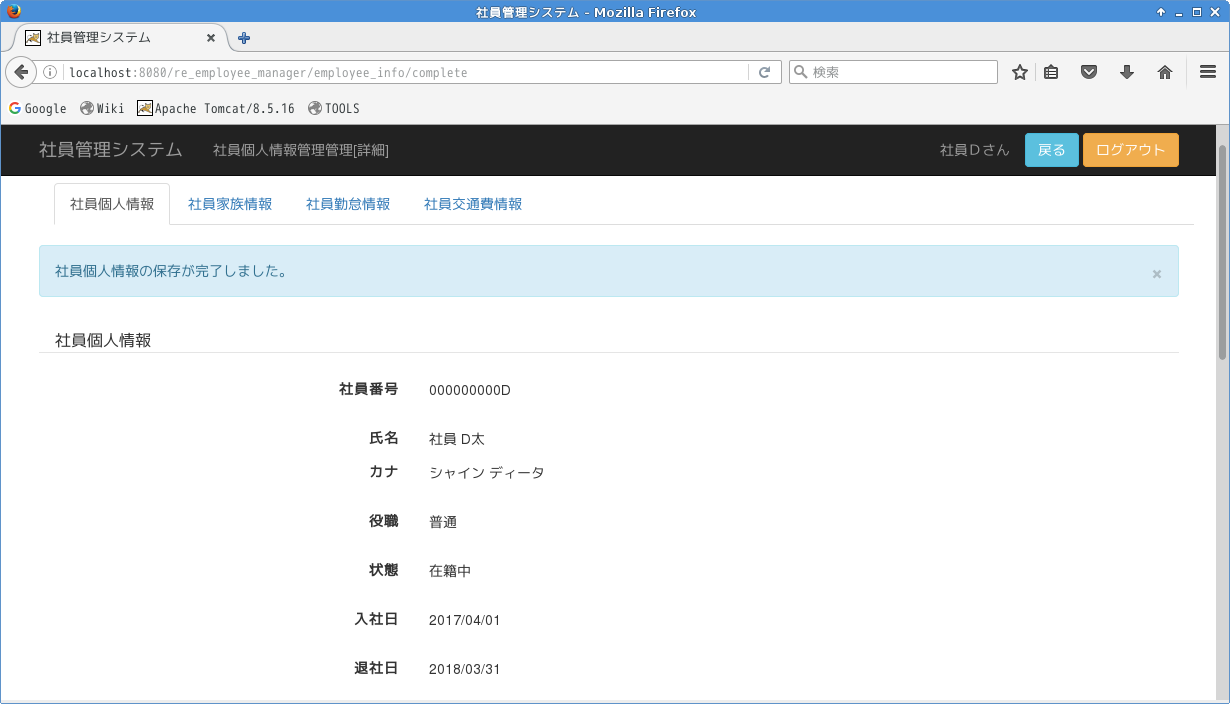 社員管理システム - Mozilla Firefox
社員管理システム
localhost:8080/re_employee_manager/employee_info/complete
検索
Google Wiki Apache Tomcat/8.5.16 TOOLS
社員管理システム 社員個人情報管理管理[詳細] 社員Ｄさん 戻る ログアウト
社員個人情報 社員家族情報 社員勤怠情報 社員交通費情報
社員個人情報の保存が完了しました。 ×
社員個人情報
社員番号 000000000D
氏名 社員 D太
カナ シャイン ディータ
役職 普通
状態 在籍中
入社日 2017/04/01
退社日 2018/03/31